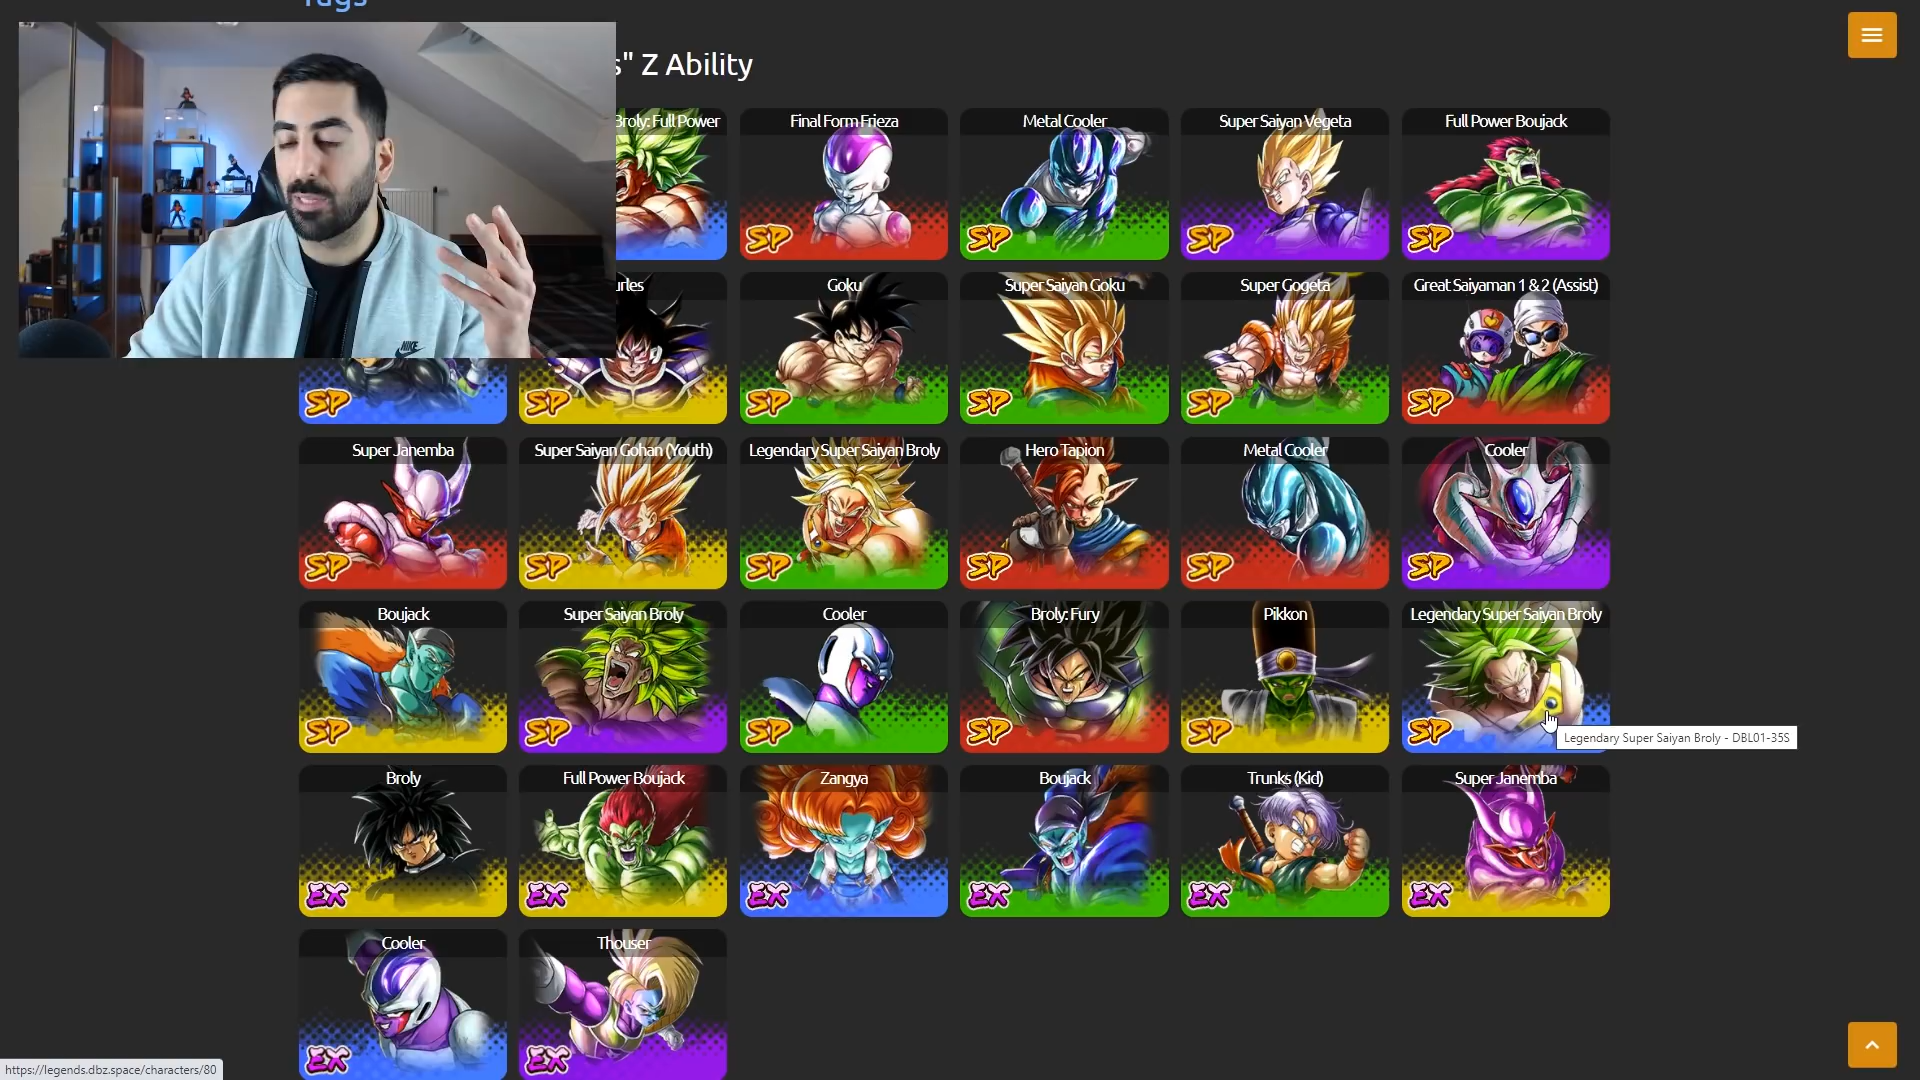 Tags
s" Z Ability
Broly: Full Power
Final Form Frieza
Metal Cooler
Super Saiyan Vegeta
Full Power Boujack
SP
SP
SP
SP
urles
Goku
Super Saiyan Goku
Super Gogeta
Great Saiyaman 1 & 2 (Assist)
NIKE
SP
SP
SP
SP
SP
SP
Super Janemba
Super Saiyan Gohan (Youth)
Legendary Super Saiyan Broly
Hero Tapion
Metal Cooler
Cooler
SP
SP
SP
SP
SP
SP
Boujack
Super Saiyan Broly
Cooler
Broly: Fury
Pikkon
Legendary Super Saiyan Broly
SP
SP
SP
SP
SP
SP
Legendary Super Saiyan Broly - DBL01-35S
Broly
Full Power Boujack
Zangya
Boujack
Trunks (Kid)
Super Janemba
EX
EX
EX
EX
EX
EX
Cooler
Thouser
EX
EX
https://legends.dbz.space/characters/80